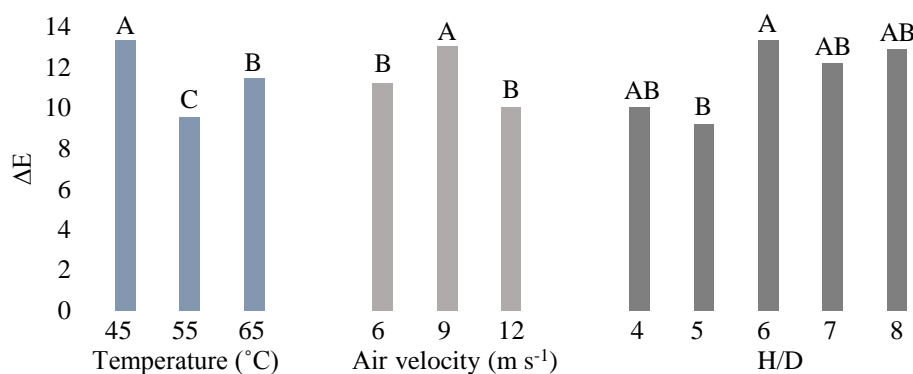 14
12
10
8
6
4
2
0
ΔE
A
C
B
B
A
B
AB
B
A
AB
AB
45 55 65
6 9 12
4 5 6 7 8
Temperature (˚C)
Air velocity (m s-1)
H/D